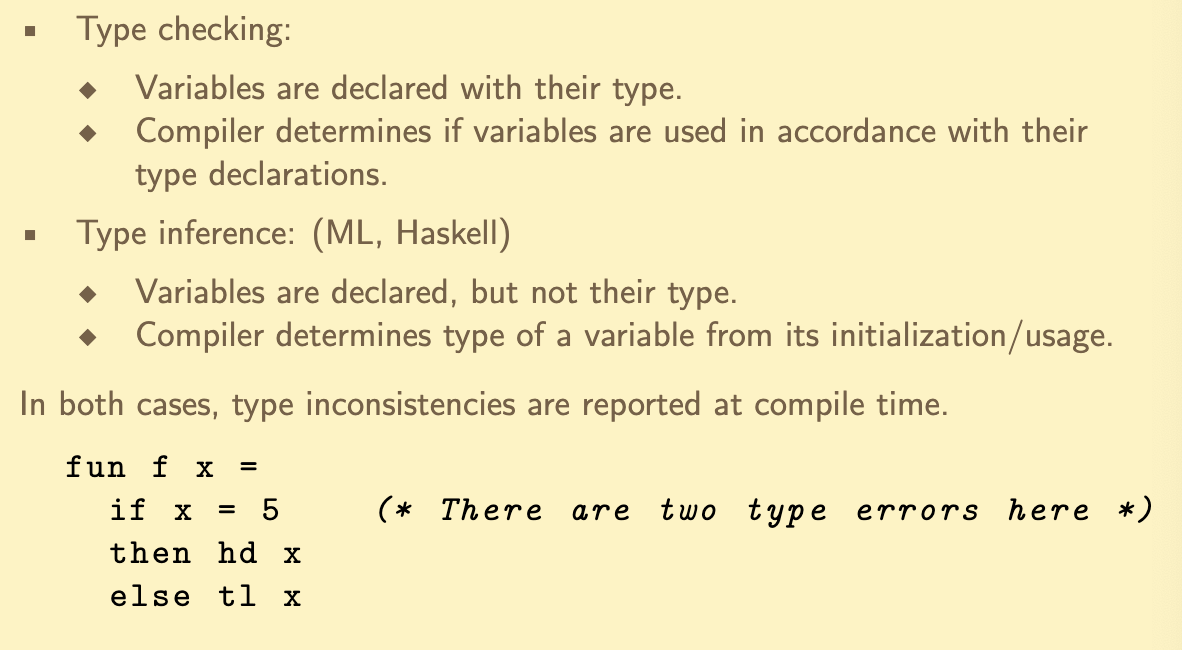 ▪ Type checking:
◆ Variables are declared with their type.
◆ Compiler determines if variables are used in accordance with their
type declarations.
▪ Type inference: (ML, Haskell)
◆ Variables are declared, but not their type.
◆ Compiler determines type of a variable from its initialization/usage.
In both cases, type inconsistencies are reported at compile time.
fun f x =
if x = 5 (* There are two type errors here *)
then hd x
else tl x